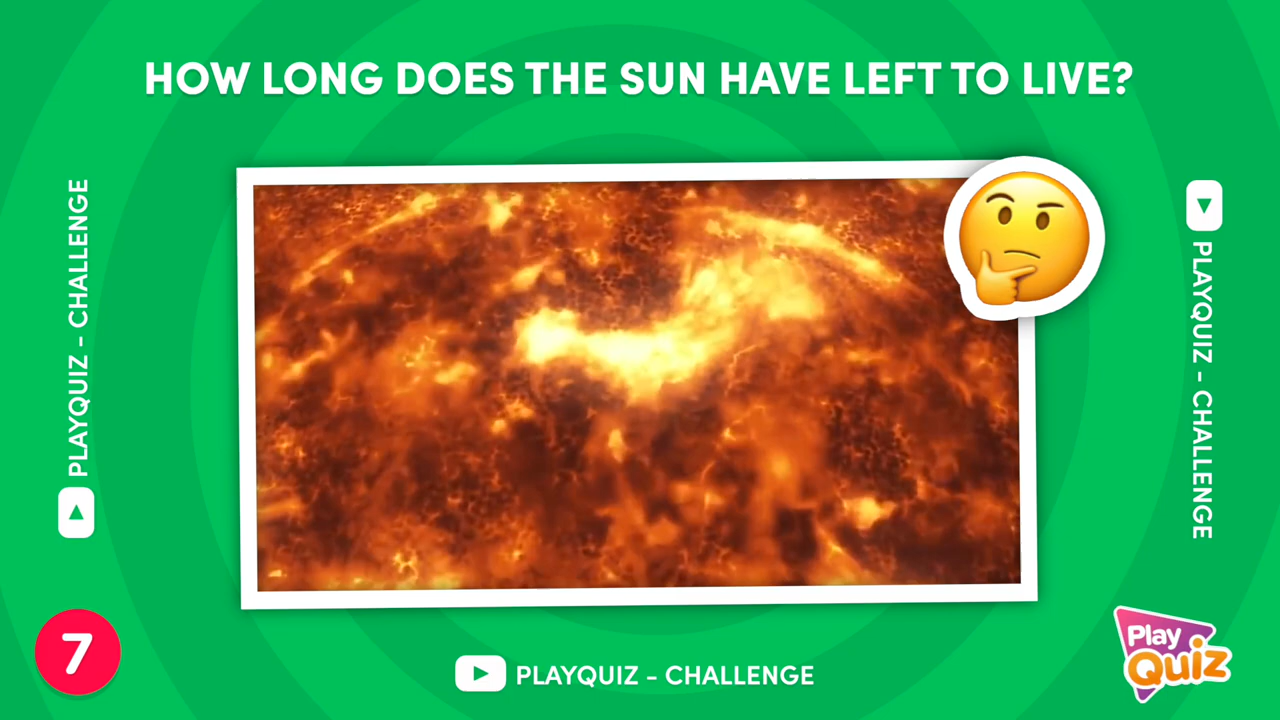 HOW LONG DOES THE SUN HAVE LEFT TO LIVE?
PLAYQUIZ - CHALLENGE
PLAYQUIZ - CHALLENGE
7
PLAYQUIZ - CHALLENGE
Play
Quiz